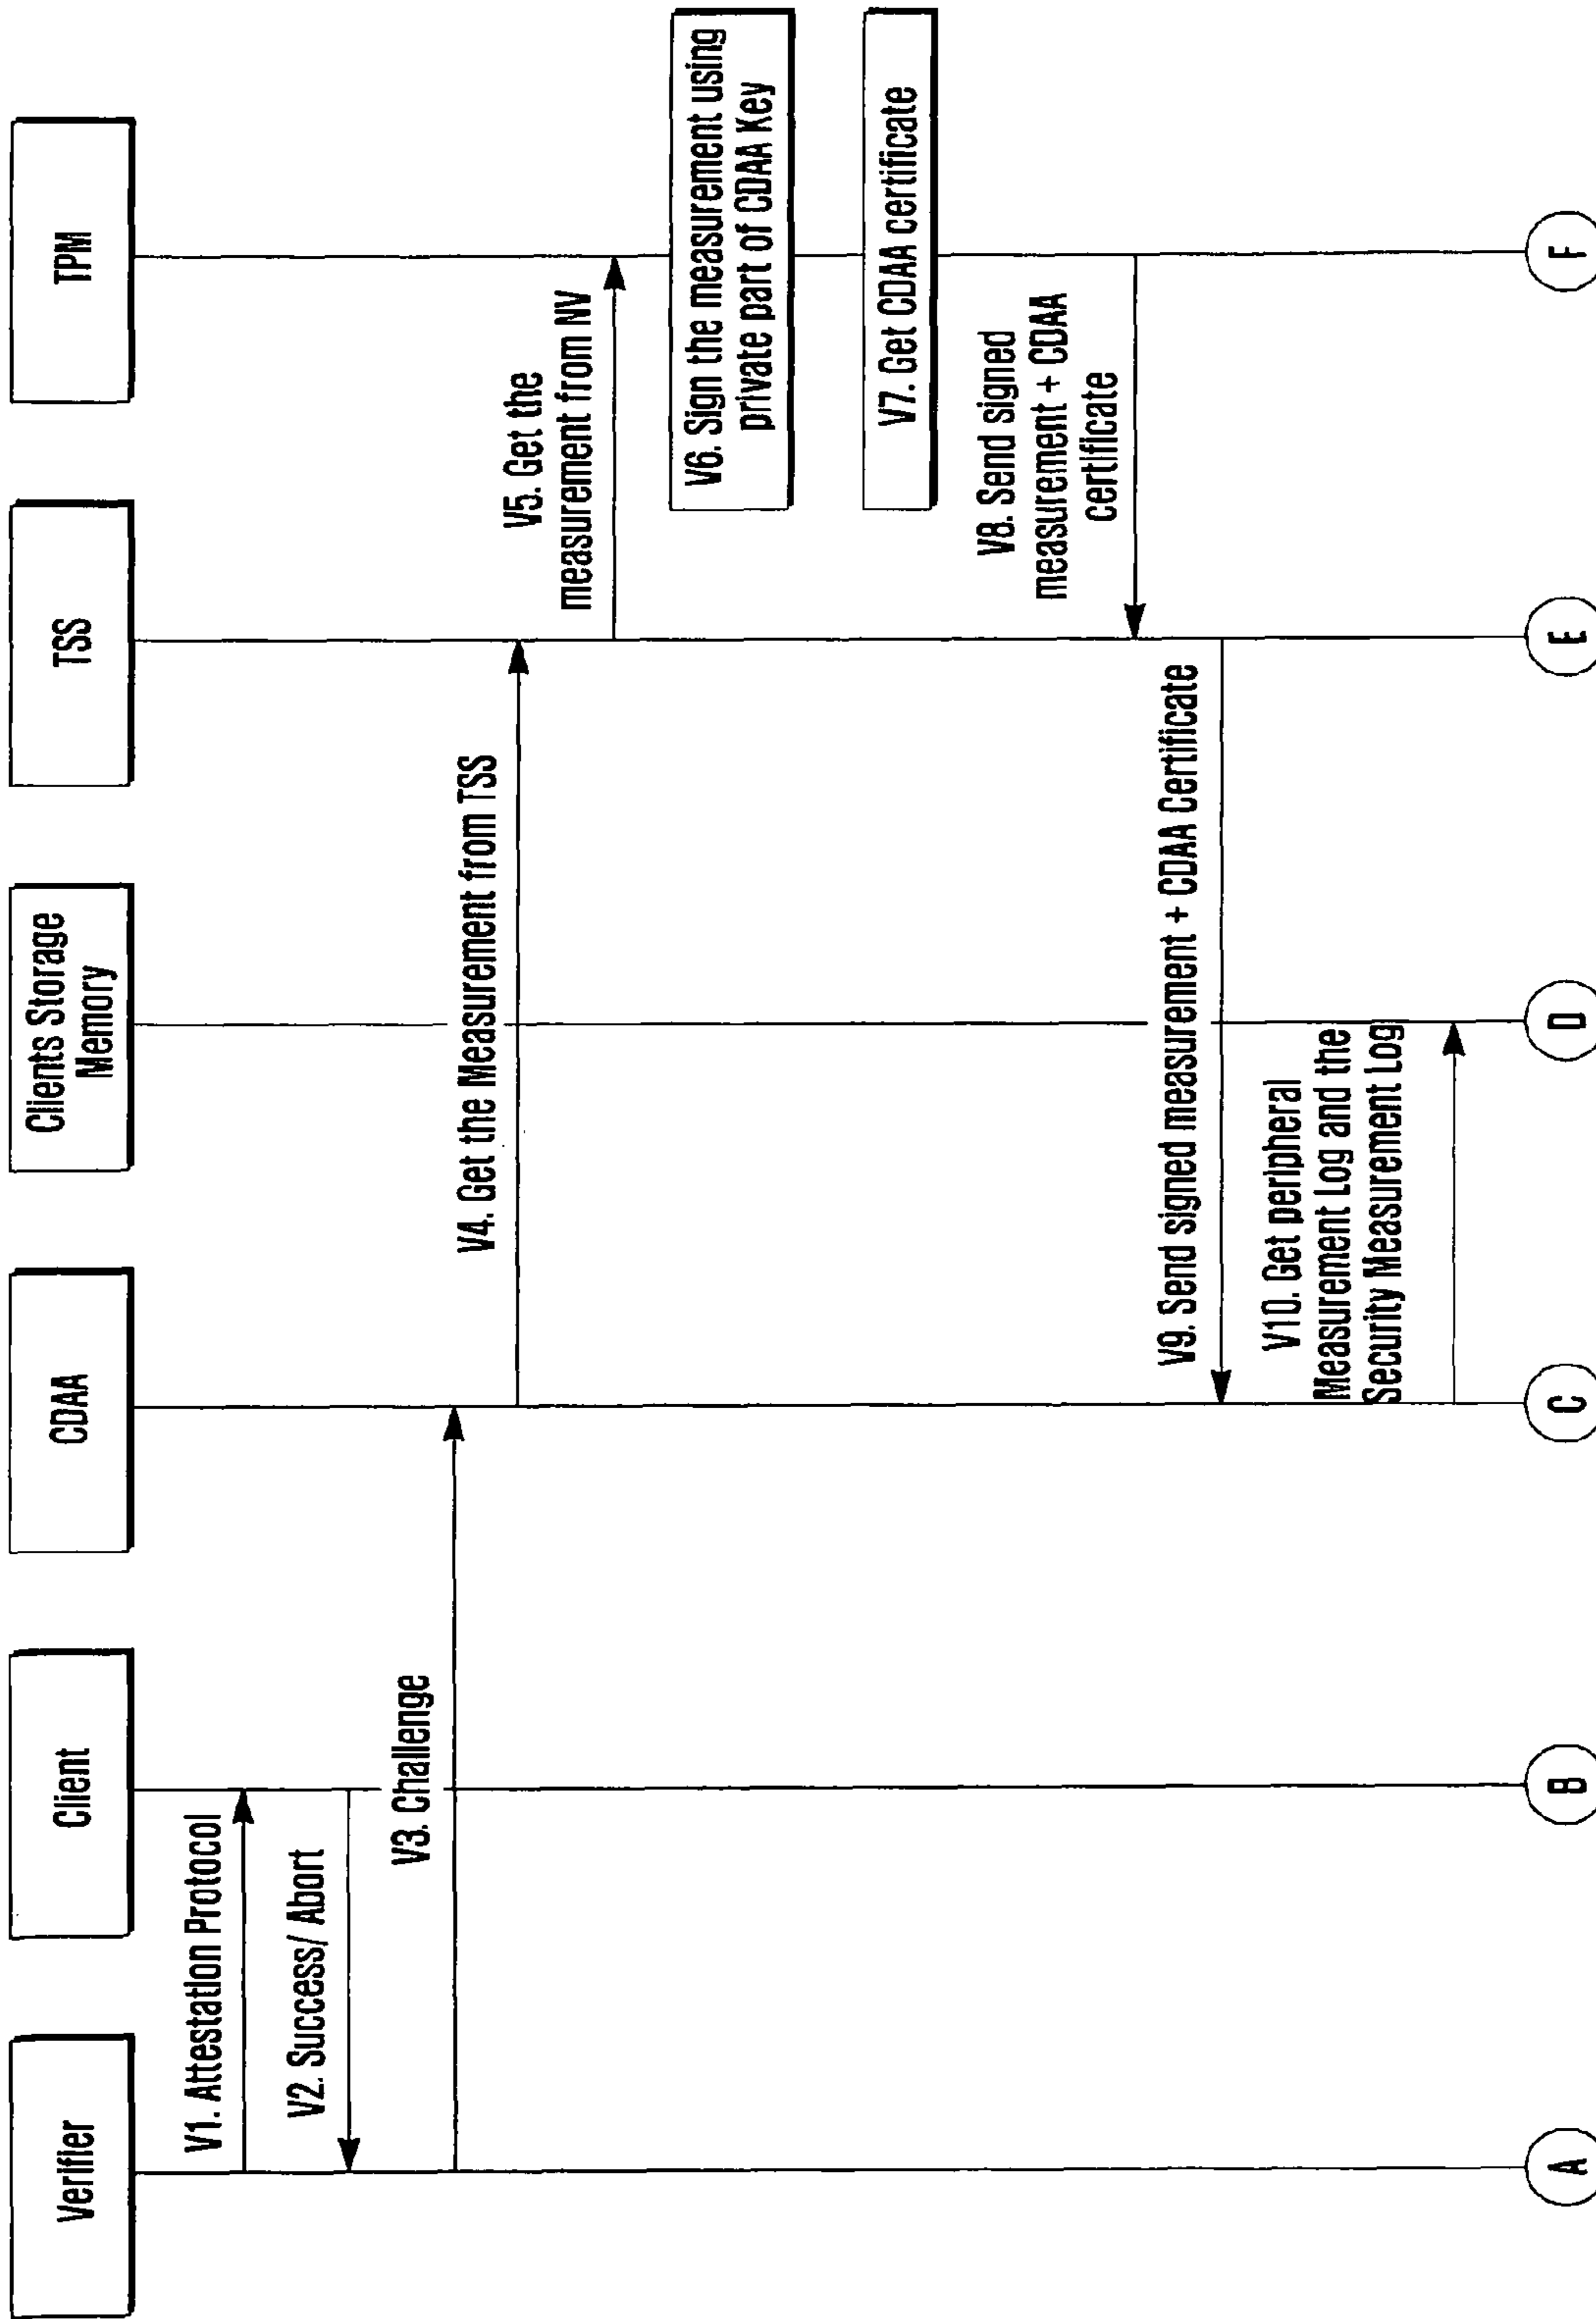 Verifier
Client
CDAA
Clients Storage
Memory
TSS
TPM
V1. Attestation Protocol
V2. Success/ Abort
V3. Challenge
V4. Get the Measurement from TSS
V5. Get the
measurement from NV
V6. Sign the measurement using
private part of CDAA Key
V7. Get CDAA certificate
V8. Send signed
measurement + CDAA
certificate
V9. Send signed measurement + CDAA Certificate
V10. Get peripheral
Measurement Log and the
Security Measurement Log
A
B
C
D
E
F